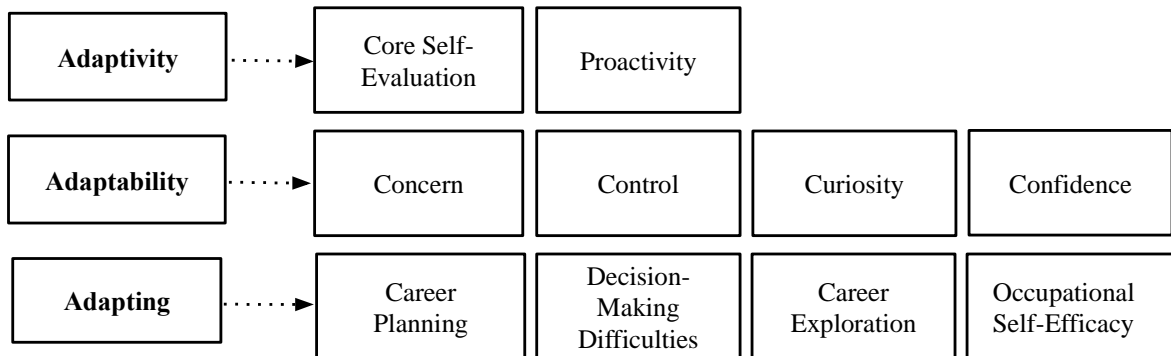 Adaptivity
Core Self-
Evaluation
Proactivity
Adaptability
Concern
Control
Curiosity
Confidence
Adapting
Career
Planning
Decision-
Making
Difficulties
Career
Exploration
Occupational
Self-Efficacy